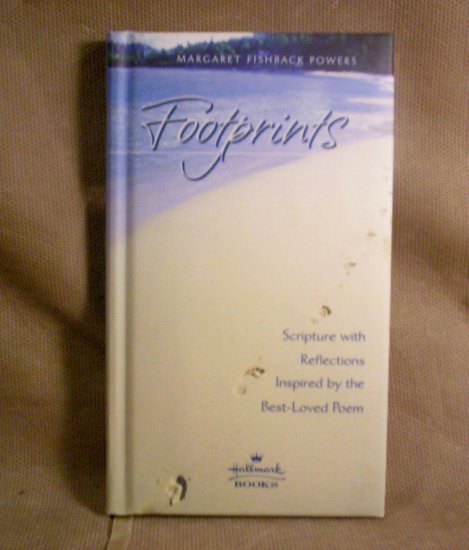 MARGARET FISHBACK POWERS
Footprints
Scripture with
Reflections
Inspired by the
Best-Loved Poem
Hallmark
BOOKS